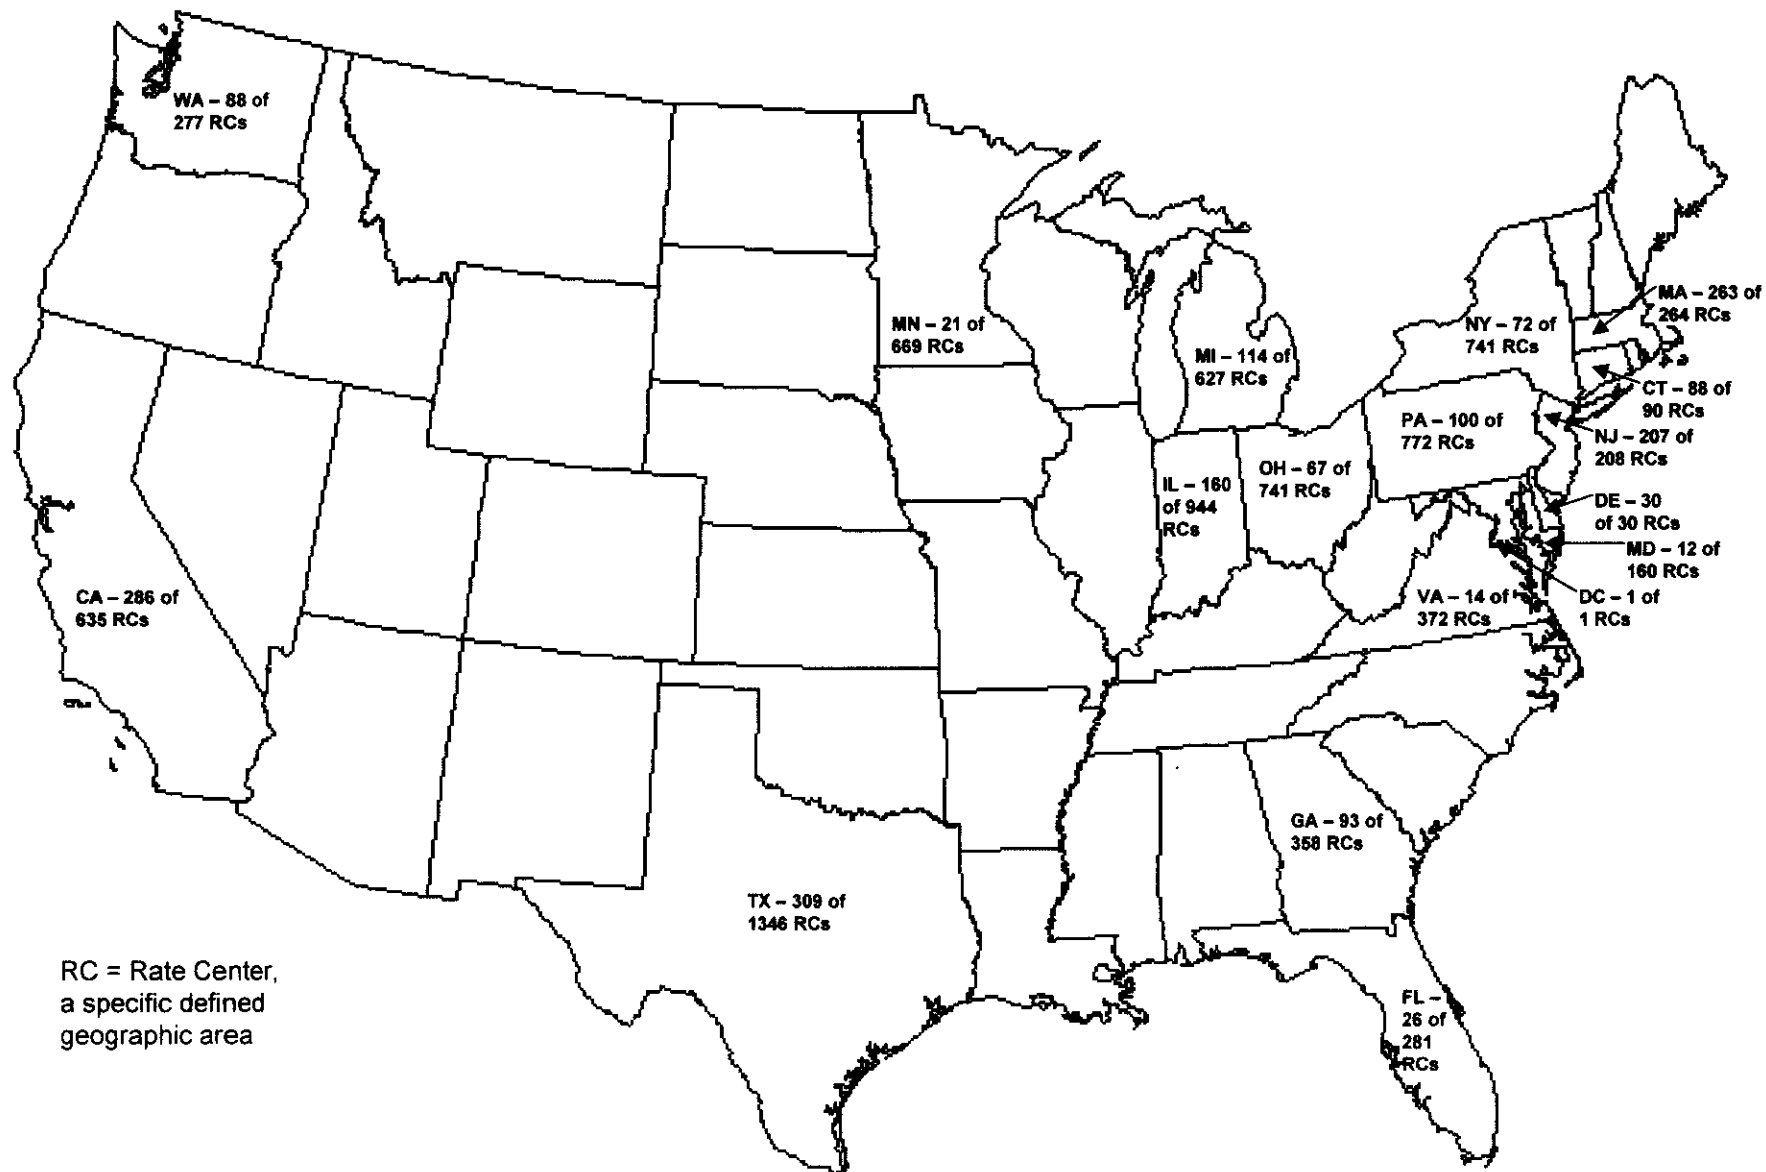 WA – 88 of
277 RCs
MN – 21 of
669 RCs
MI – 114 of
627 RCs
NY – 72 of
741 RCs
MA – 263 of
264 RCs
CT – 88 of
90 RCs
PA – 100 of
772 RCs
NJ – 207 of
208 RCs
OH – 67 of
741 RCs
IL – 160
of 944
RCs
DE – 30
of 30 RCs
MD – 12 of
160 RCs
CA – 286 of
635 RCs
VA – 14 of
372 RCs
DC – 1 of
1 RCs
GA – 93 of
358 RCs
TX – 309 of
1346 RCs
RC = Rate Center,
a specific defined
geographic area
FL –
26 of
281
RCs